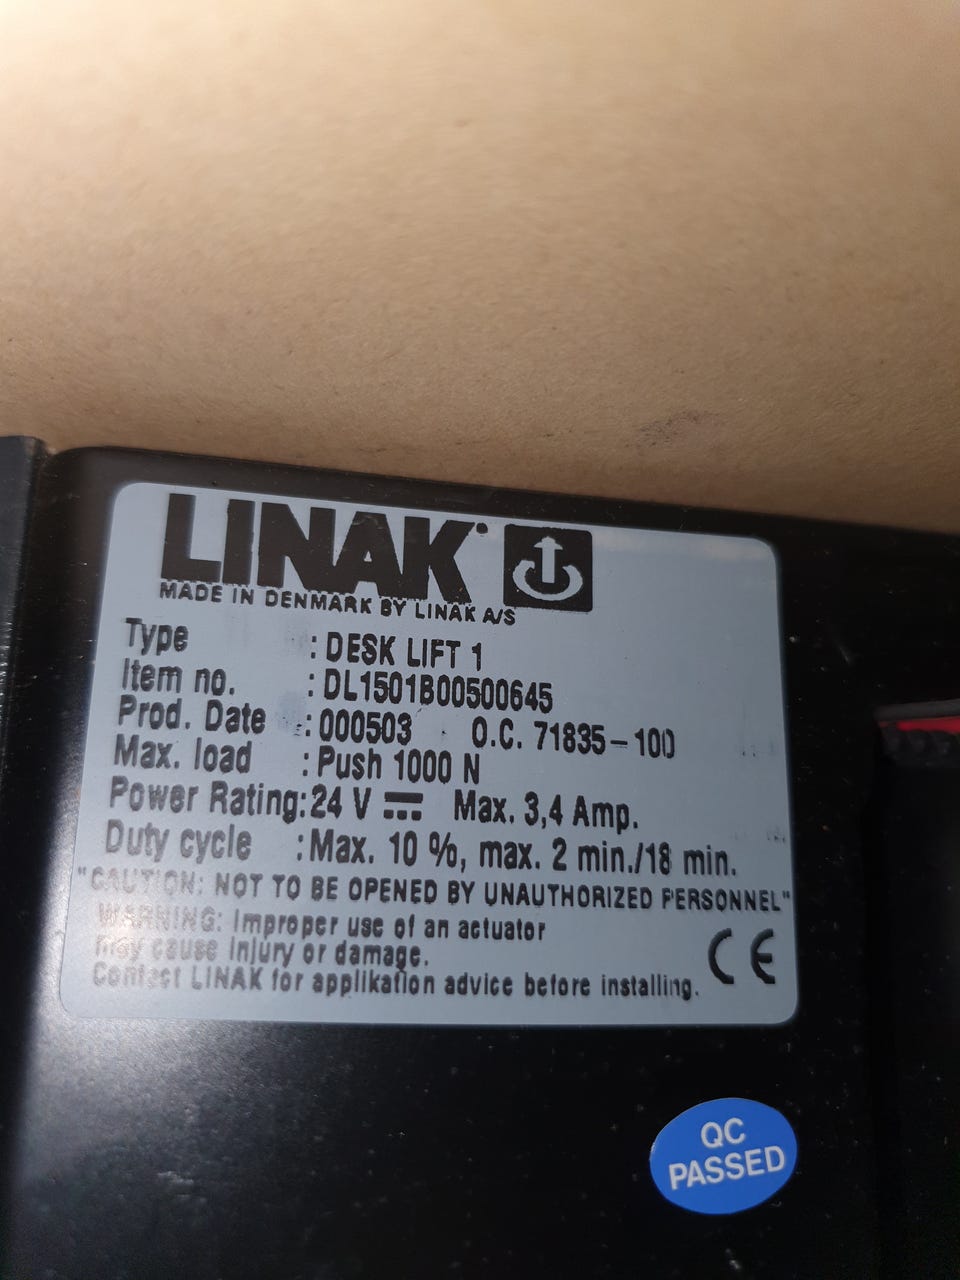 LINAK
MADE IN DENMARK BY LINAK A/S
Type : DESK LIFT 1
Item no. : DL1501B00500645
Prod. Date : 000503 O.C. 71835-100
Max. load : Push 1000 N
Power Rating: 24 V Max. 3,4 Amp.
Duty cycle : Max. 10 %, max. 2 min./18 min.
"CAUTION: NOT TO BE OPENED BY UNAUTHORIZED PERSONNEL"
WARNING: Improper use of an actuator
may cause injury or damage.
Contact LINAK for applikation advice before installing.
CE
QC
PASSED